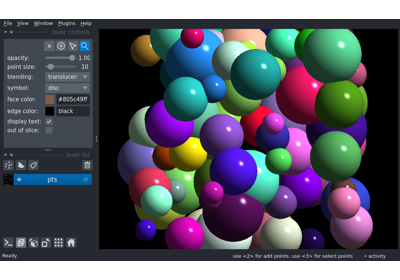 File View Window Plugins Help
layer controls
opacity: 1.00
point size: 10
blending: translucen
symbol: disc
face color: #805c49ff
edge color: black
display text:
out of slice:
layer list
pts
Ready
use <2> for add points, use <3> for select points
activity